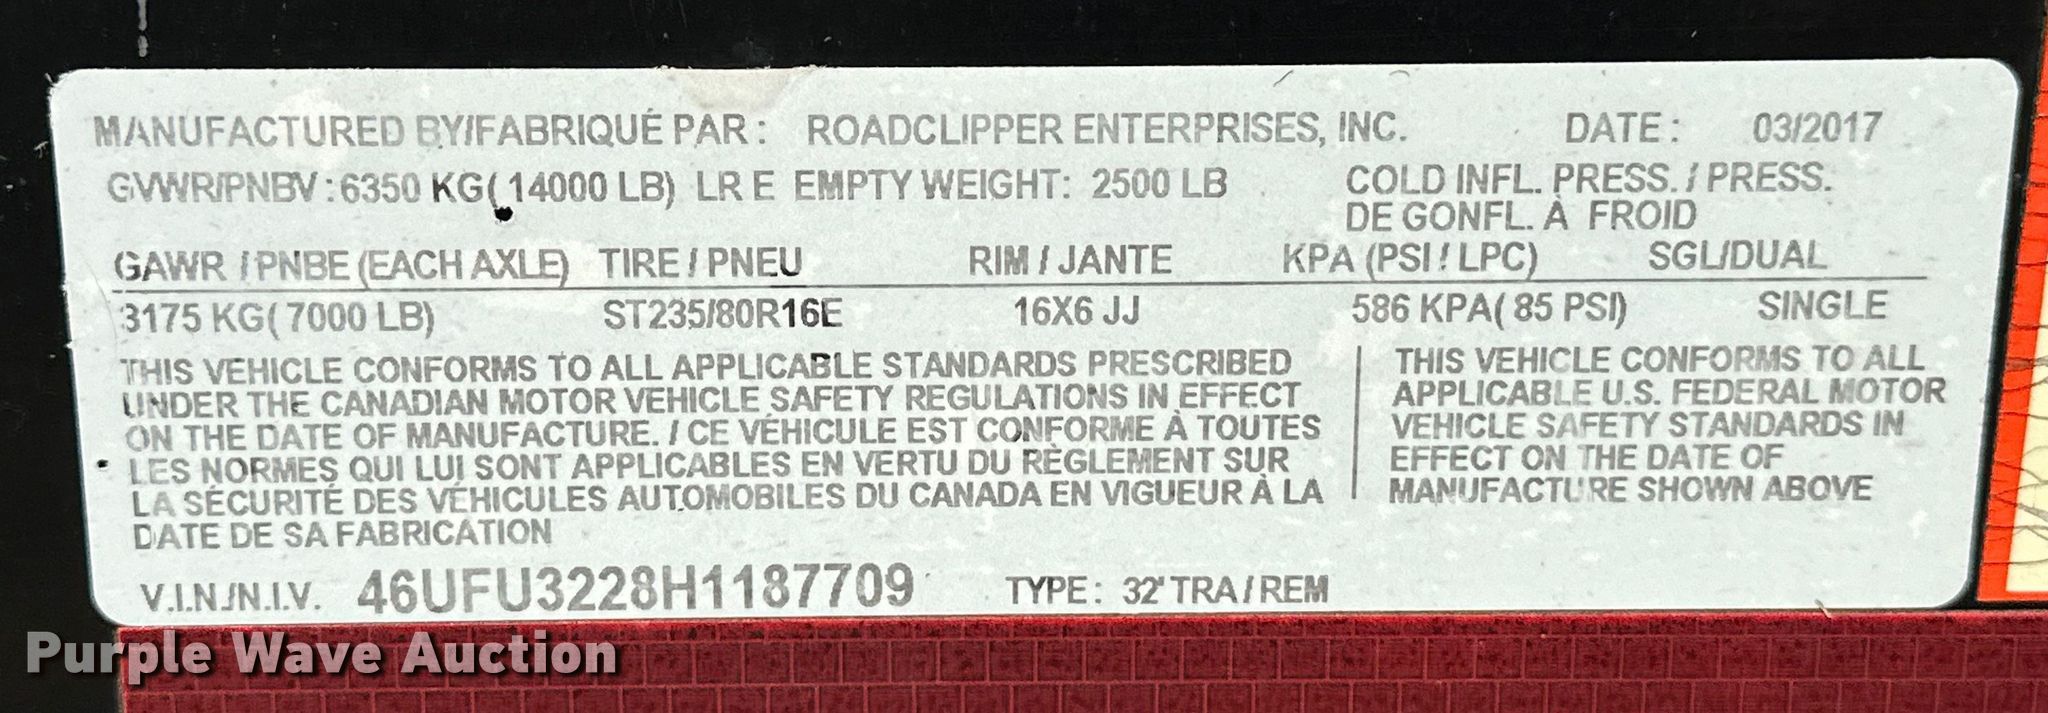 MANUFACTURED BY/FABRIQUÉ PAR : ROADCLIPPER ENTERPRISES, INC. DATE : 03/2017
GVWR/PNBV : 6350 KG( 14000 LB) LR E EMPTY WEIGHT: 2500 LB COLD INFL. PRESS. / PRESS.
DE GONFL. À FROID
GAWR / PNBE (EACH AXLE) TIRE / PNEU RIM / JANTE KPA (PSI / LPC) SGL/DUAL
3175 KG( 7000 LB) ST235/80R16E 16X6 JJ 586 KPA( 85 PSI) SINGLE
THIS VEHICLE CONFORMS TO ALL APPLICABLE STANDARDS PRESCRIBED
UNDER THE CANADIAN MOTOR VEHICLE SAFETY REGULATIONS IN EFFECT
ON THE DATE OF MANUFACTURE. / CE VÉHICULE EST CONFORME À TOUTES
LES NORMES QUI LUI SONT APPLICABLES EN VERTU DU RÈGLEMENT SUR
LA SÉCURITÉ DES VÉHICULES AUTOMOBILES DU CANADA EN VIGUEUR À LA
DATE DE SA FABRICATION
THIS VEHICLE CONFORMS TO ALL
APPLICABLE U.S. FEDERAL MOTOR
VEHICLE SAFETY STANDARDS IN
EFFECT ON THE DATE OF
MANUFACTURE SHOWN ABOVE
V.I.N./N.I.V. 46UFU3228H1187709 TYPE : 32' TRA / REM
Purple Wave Auction